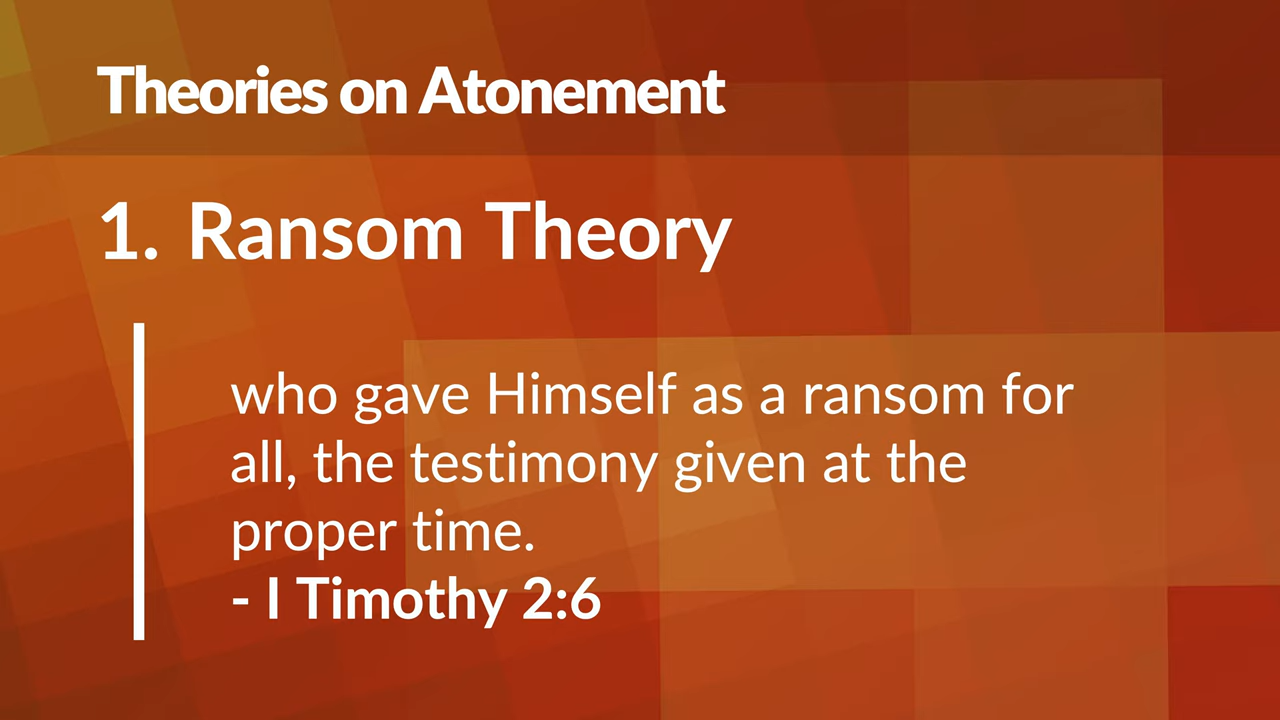 Theories on Atonement
1. Ransom Theory
who gave Himself as a ransom for
all, the testimony given at the
proper time.
- I Timothy 2:6